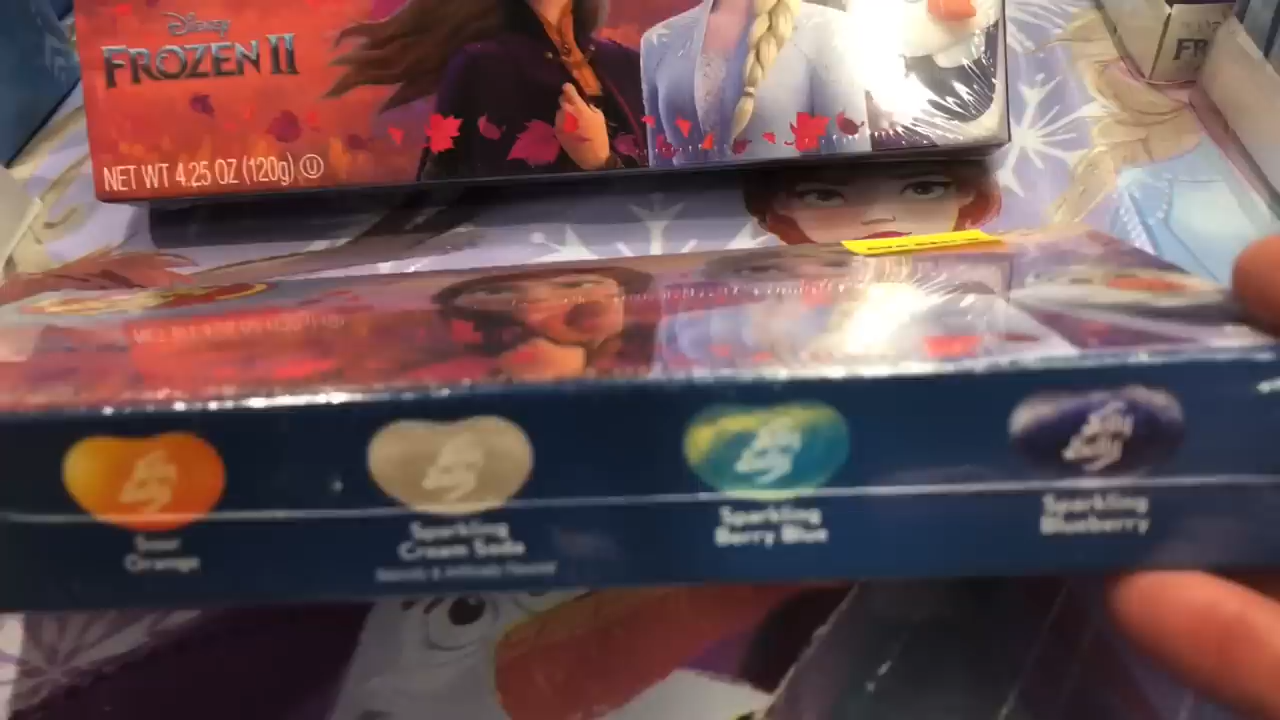 Disney
FROZEN II
NET WT 4.25 OZ (120g) U
FR
Sour
Orange
Sparkling
Cream Soda
Sparkling
Berry Blue
Sparkling
Blueberry